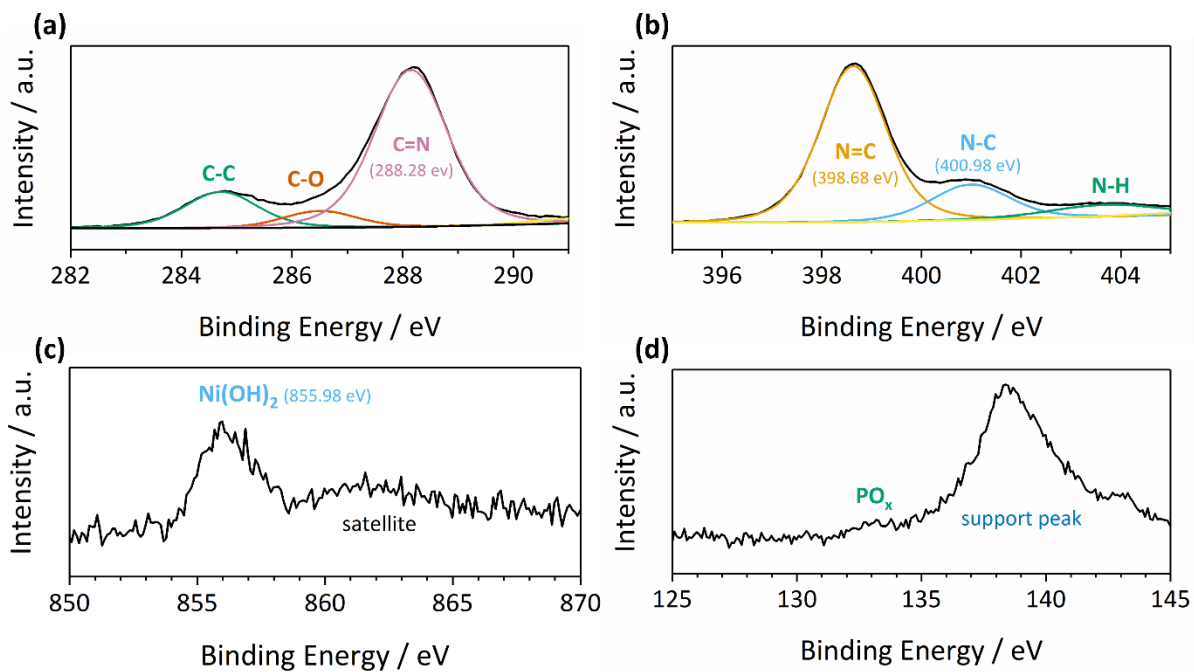 (a)
Intensity / a.u.
C-C
C-O
C=N
(288.28 ev)
282 284 286 288 290
Binding Energy / eV
(b)
Intensity / a.u.
N=C
(398.68 eV)
N-C
(400.98 eV)
N-H
396 398 400 402 404
Binding Energy / eV
(c)
Intensity / a.u.
Ni(OH)₂ (855.98 eV)
satellite
850 855 860 865 870
Binding Energy / eV
(d)
Intensity / a.u.
POₓ
support peak
125 130 135 140 145
Binding Energy / eV